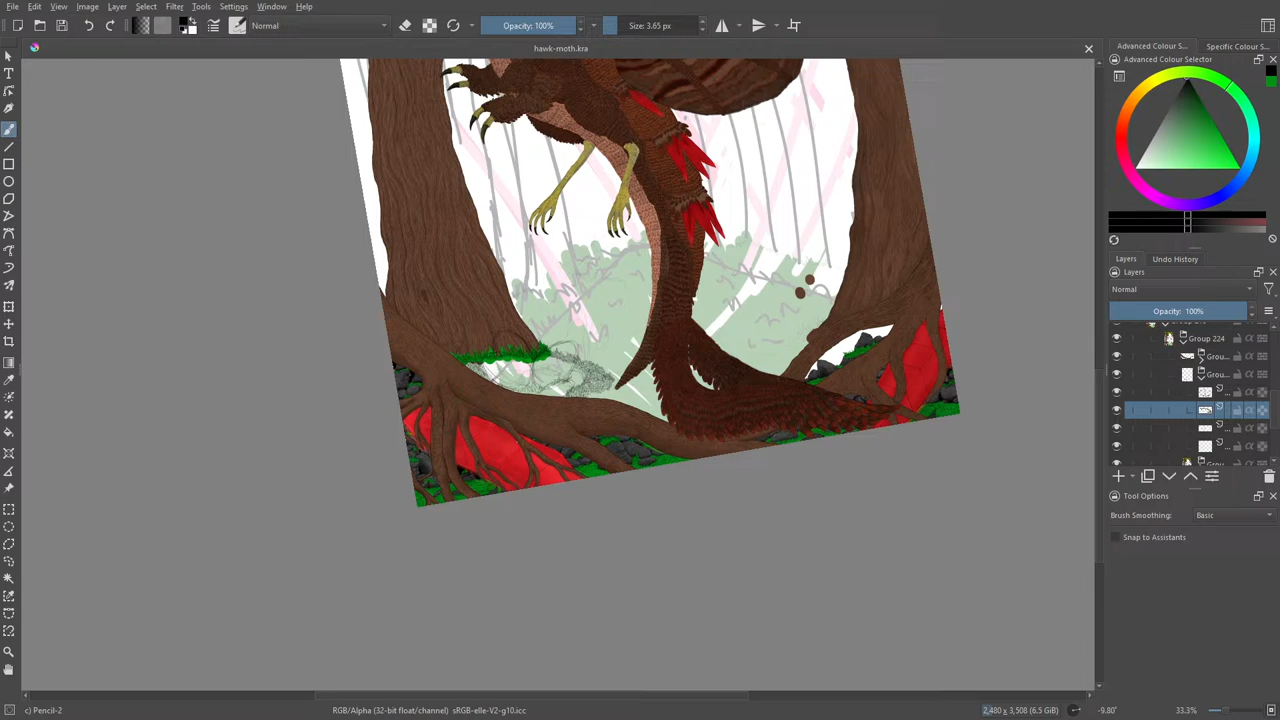 File Edit View Image Layer Select Filter Tools Settings Window Help
Normal Opacity: 100% Size: 3.65 px
hawk-moth.kra
Advanced Colour S... Specific Colour S...
Advanced Colour Selector
Layers Undo History
Layers
Normal
Opacity: 100%
Group 224
Grou...
Grou...
Grou...
Tool Options
Brush Smoothing: Basic
Snap to Assistants
c) Pencil-2 RGB/Alpha (32-bit float/channel) sRGB-elle-V2-g10.icc 2,480 x 3,508 (6.5 GiB) -9.80° 33.3%